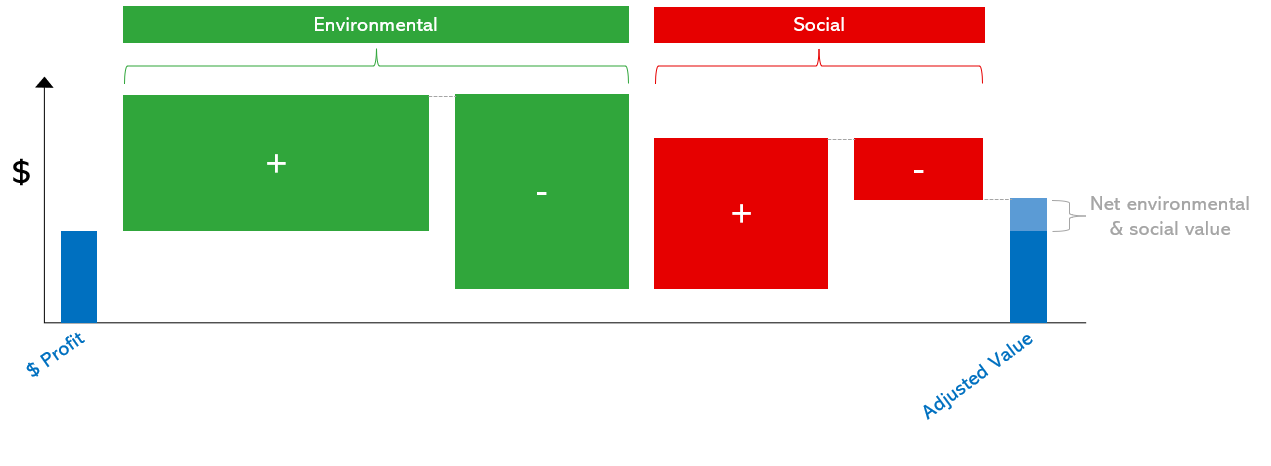 Environmental
Social
$
+
-
+
-
Net environmental
& social value
$ Profit
Adjusted Value